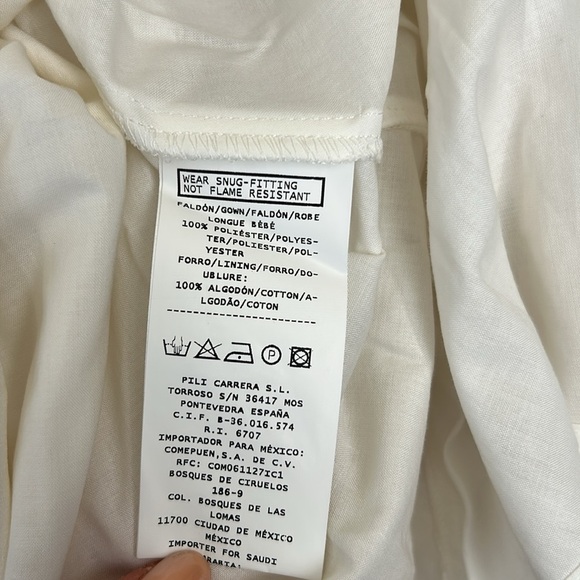 WEAR SNUG-FITTING
NOT FLAME RESISTANT
FALDÓN/GOWN/FALDÓN/ROBE
LONGUE BÉBÉ
100% POLIÉSTER/POLYES-
TER/POLIESTER/POL-
YESTER
FORRO/LINING/FORRO/DO-
UBLURE:
100% ALGODÓN/COTTON/A-
LGODÃO/COTON
P
PILI CARRERA S.L.
TORROSO S/N 36417 MOS
PONTEVEDRA ESPAÑA
C.I.F. B-36.016.574
R.I. 6707
IMPORTADOR PARA MÉXICO:
COMEPUEN,S.A. DE C.V.
RFC: COM061127IC1
BOSQUES DE CIRUELOS
186-9
COL. BOSQUES DE LAS
LOMAS
11700 CIUDAD DE MÉXICO
MÉXICO
IMPORTER FOR SAUDI
ARABIA: